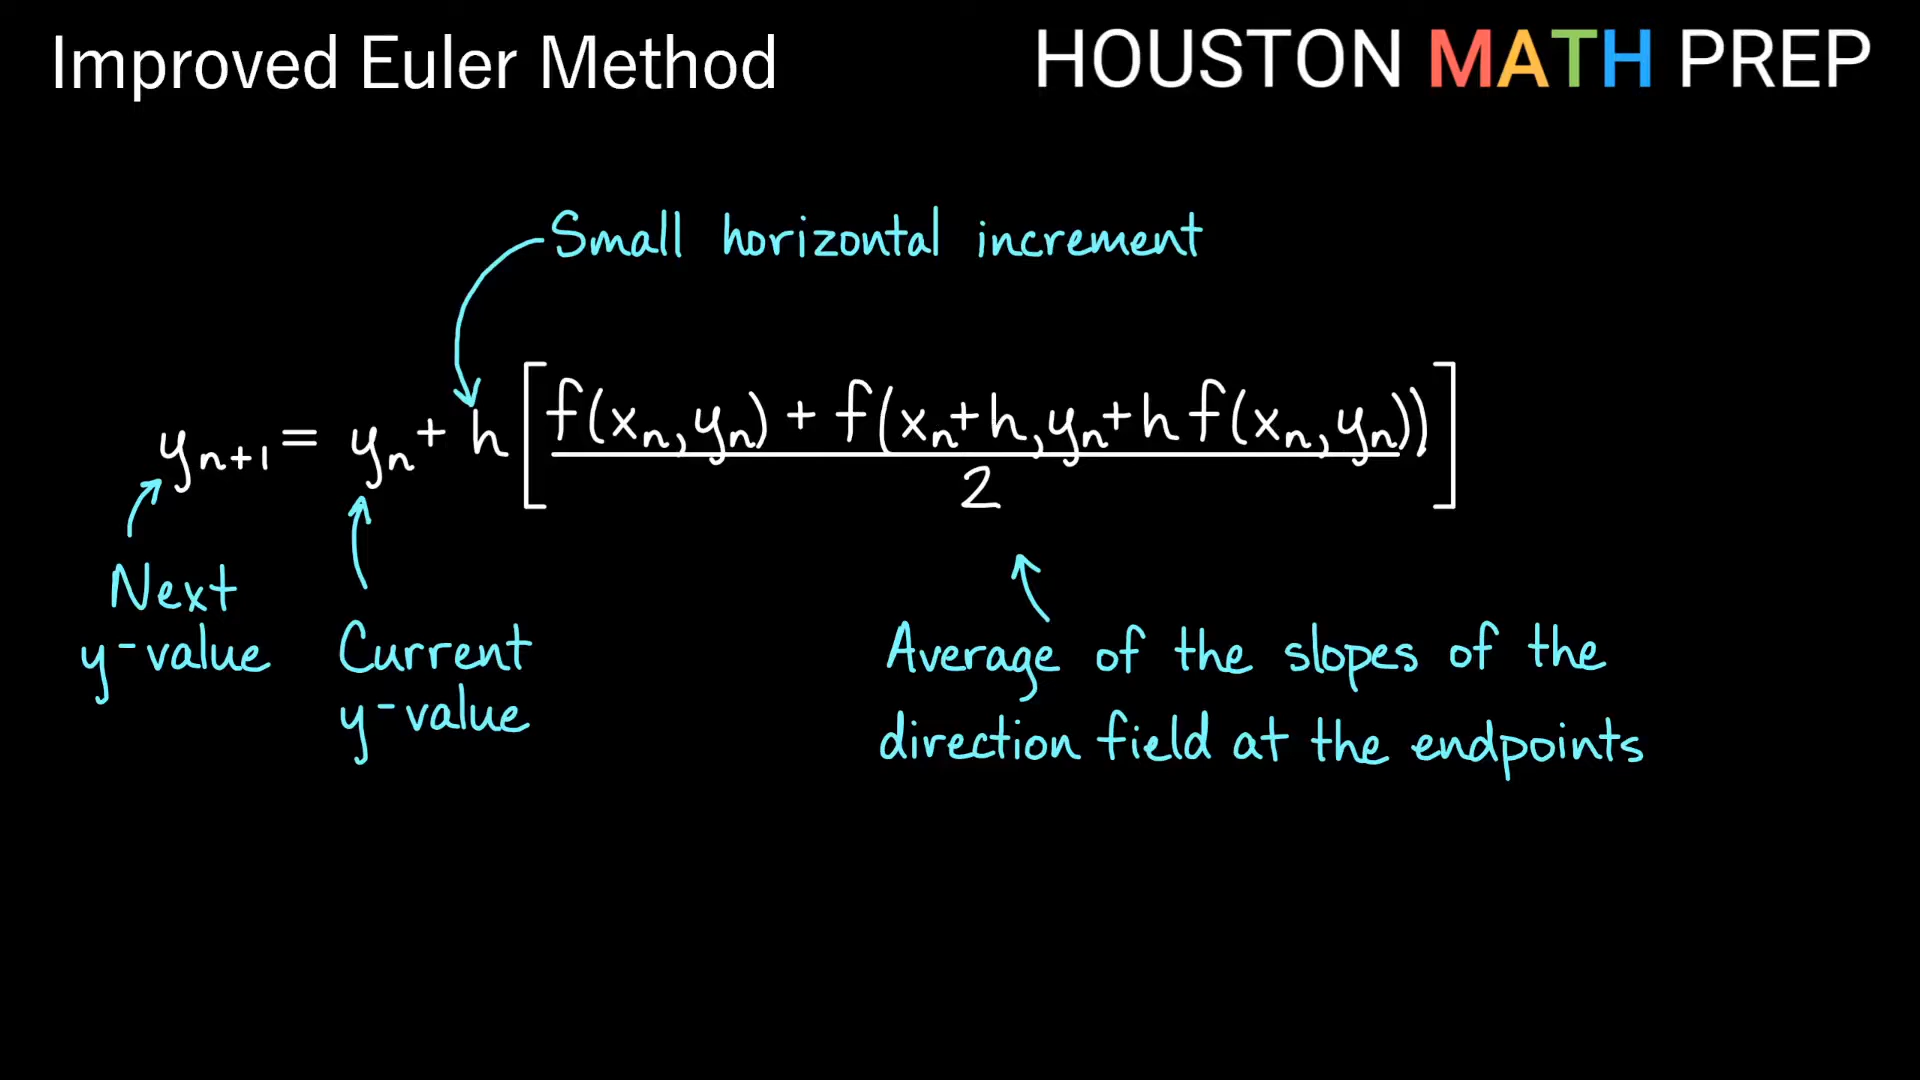 Improved Euler Method
HOUSTON MATH PREP
Small horizontal increment
yₙ₊₁ = yₙ + h [ (f(xₙ, yₙ) + f(xₙ+h, yₙ+h f(xₙ, yₙ))) / 2 ]
Next
y-value
Current
y-value
Average of the slopes of the
direction field at the endpoints